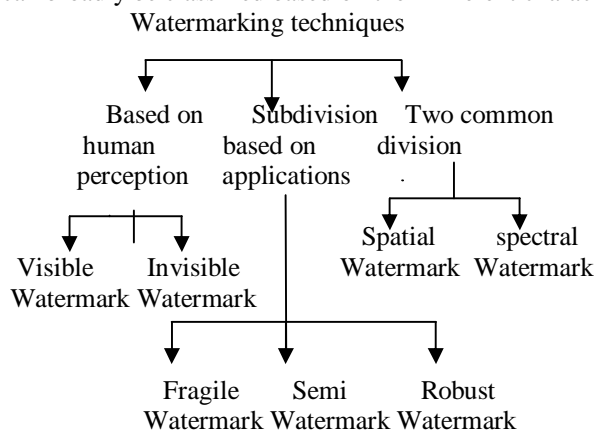 Watermarking techniques
Based on human perception
Subdivision based on applications
Two common division
Visible Watermark
Invisible Watermark
Spatial Watermark
spectral Watermark
Fragile Watermark
Semi Watermark
Robust Watermark